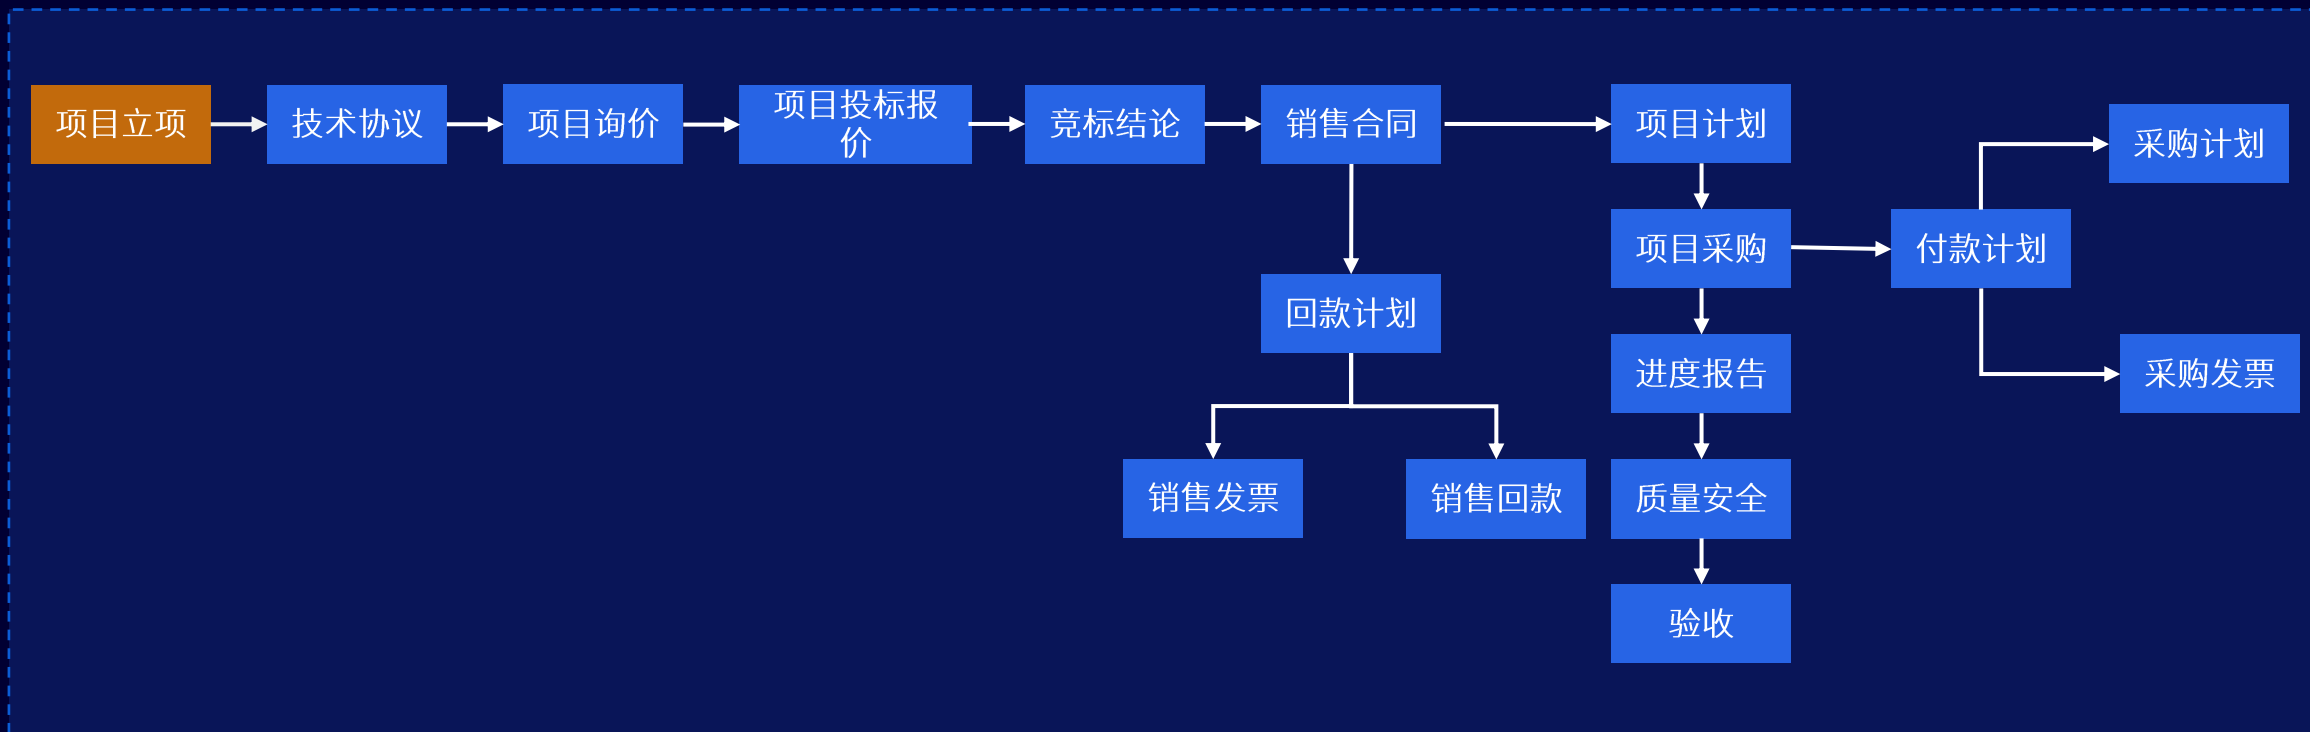 项目立项
技术协议
项目询价
项目投标报
价
竞标结论
销售合同
项目计划
采购计划
项目采购
付款计划
回款计划
进度报告
采购发票
销售发票
销售回款
质量安全
验收